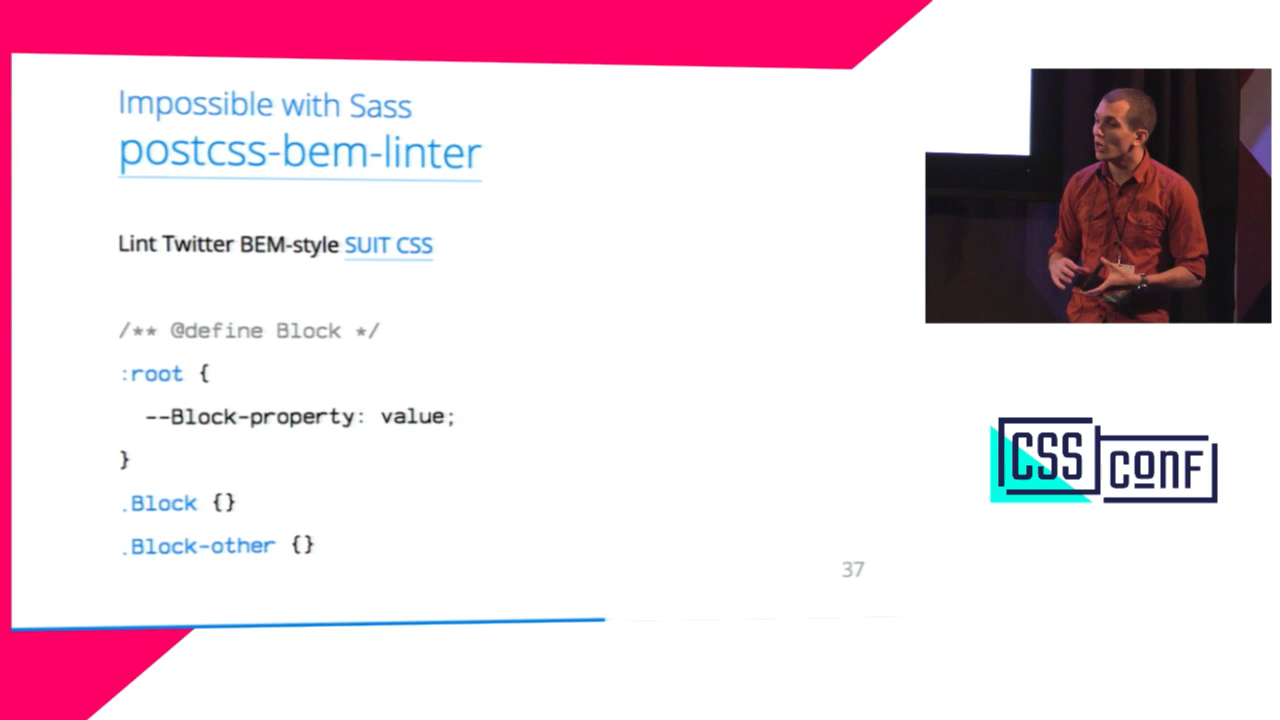 Impossible with Sass
postcss-bem-linter
Lint Twitter BEM-style SUIT CSS
/** @define Block */
:root {
--Block-property: value;
}
.Block {}
.Block-other {}
37
CSS
CONF